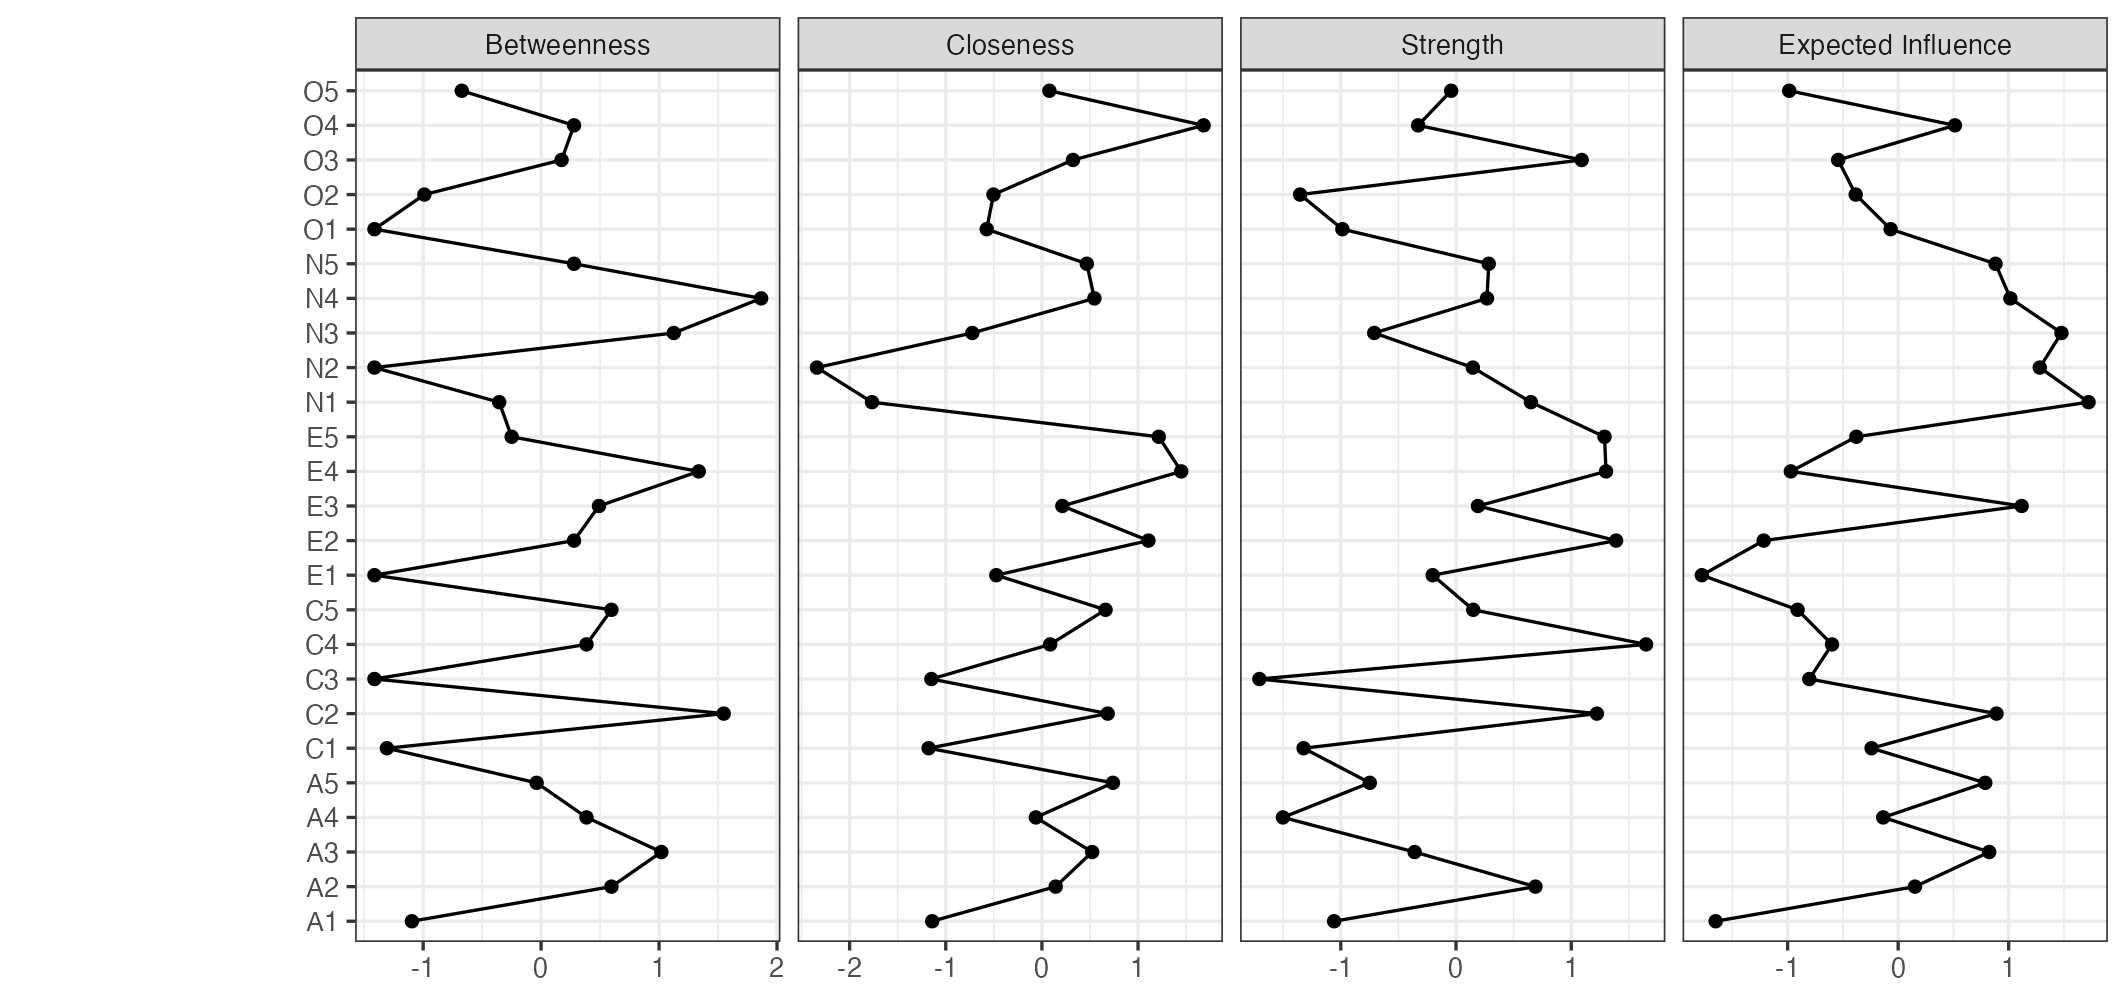 Betweenness Closeness Strength Expected Influence
O5
O4
O3
O2
O1
N5
N4
N3
N2
N1
E5
E4
E3
E2
E1
C5
C4
C3
C2
C1
A5
A4
A3
A2
A1
-1 0 1 2 -2 -1 0 1 -1 0 1 -1 0 1